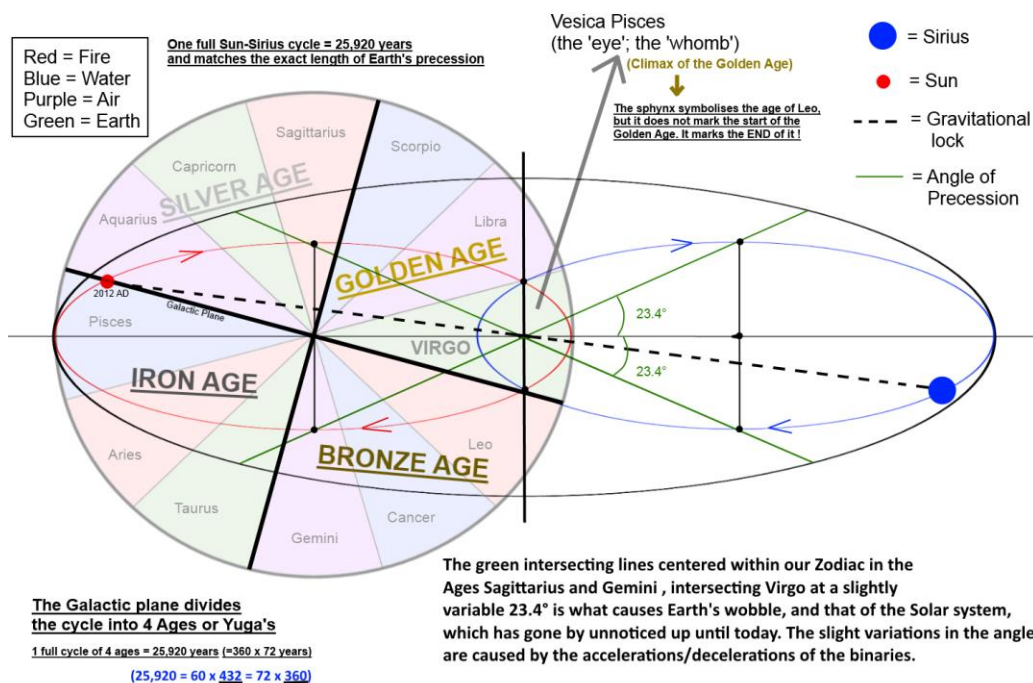 Red = Fire
Blue = Water
Purple = Air
Green = Earth
One full Sun-Sirius cycle = 25,920 years
and matches the exact length of Earth's precession
Vesica Pisces
(the 'eye'; the 'whomb')
(Climax of the Golden Age)
The sphynx symbolises the age of Leo,
but it does not mark the start of the
Golden Age. It marks the END of it !
= Sirius
= Sun
= Gravitational
lock
= Angle of
Precession
Sagittarius
Scorpio
Capricorn
SILVER AGE
Aquarius
Libra
GOLDEN AGE
2012 AD
Galactic Plane
Pisces
VIRGO
23.4°
23.4°
IRON AGE
Aries
Leo
BRONZE AGE
Taurus
Cancer
Gemini
The Galactic plane divides
the cycle into 4 Ages or Yuga's
1 full cycle of 4 ages = 25,920 years (=360 x 72 years)
(25,920 = 60 x 432 = 72 x 360)
The green intersecting lines centered within our Zodiac in the
Ages Sagittarius and Gemini , intersecting Virgo at a slightly
variable 23.4° is what causes Earth's wobble, and that of the Solar system,
which has gone by unnoticed up until today. The slight variations in the angle
are caused by the accelerations/decelerations of the binaries.